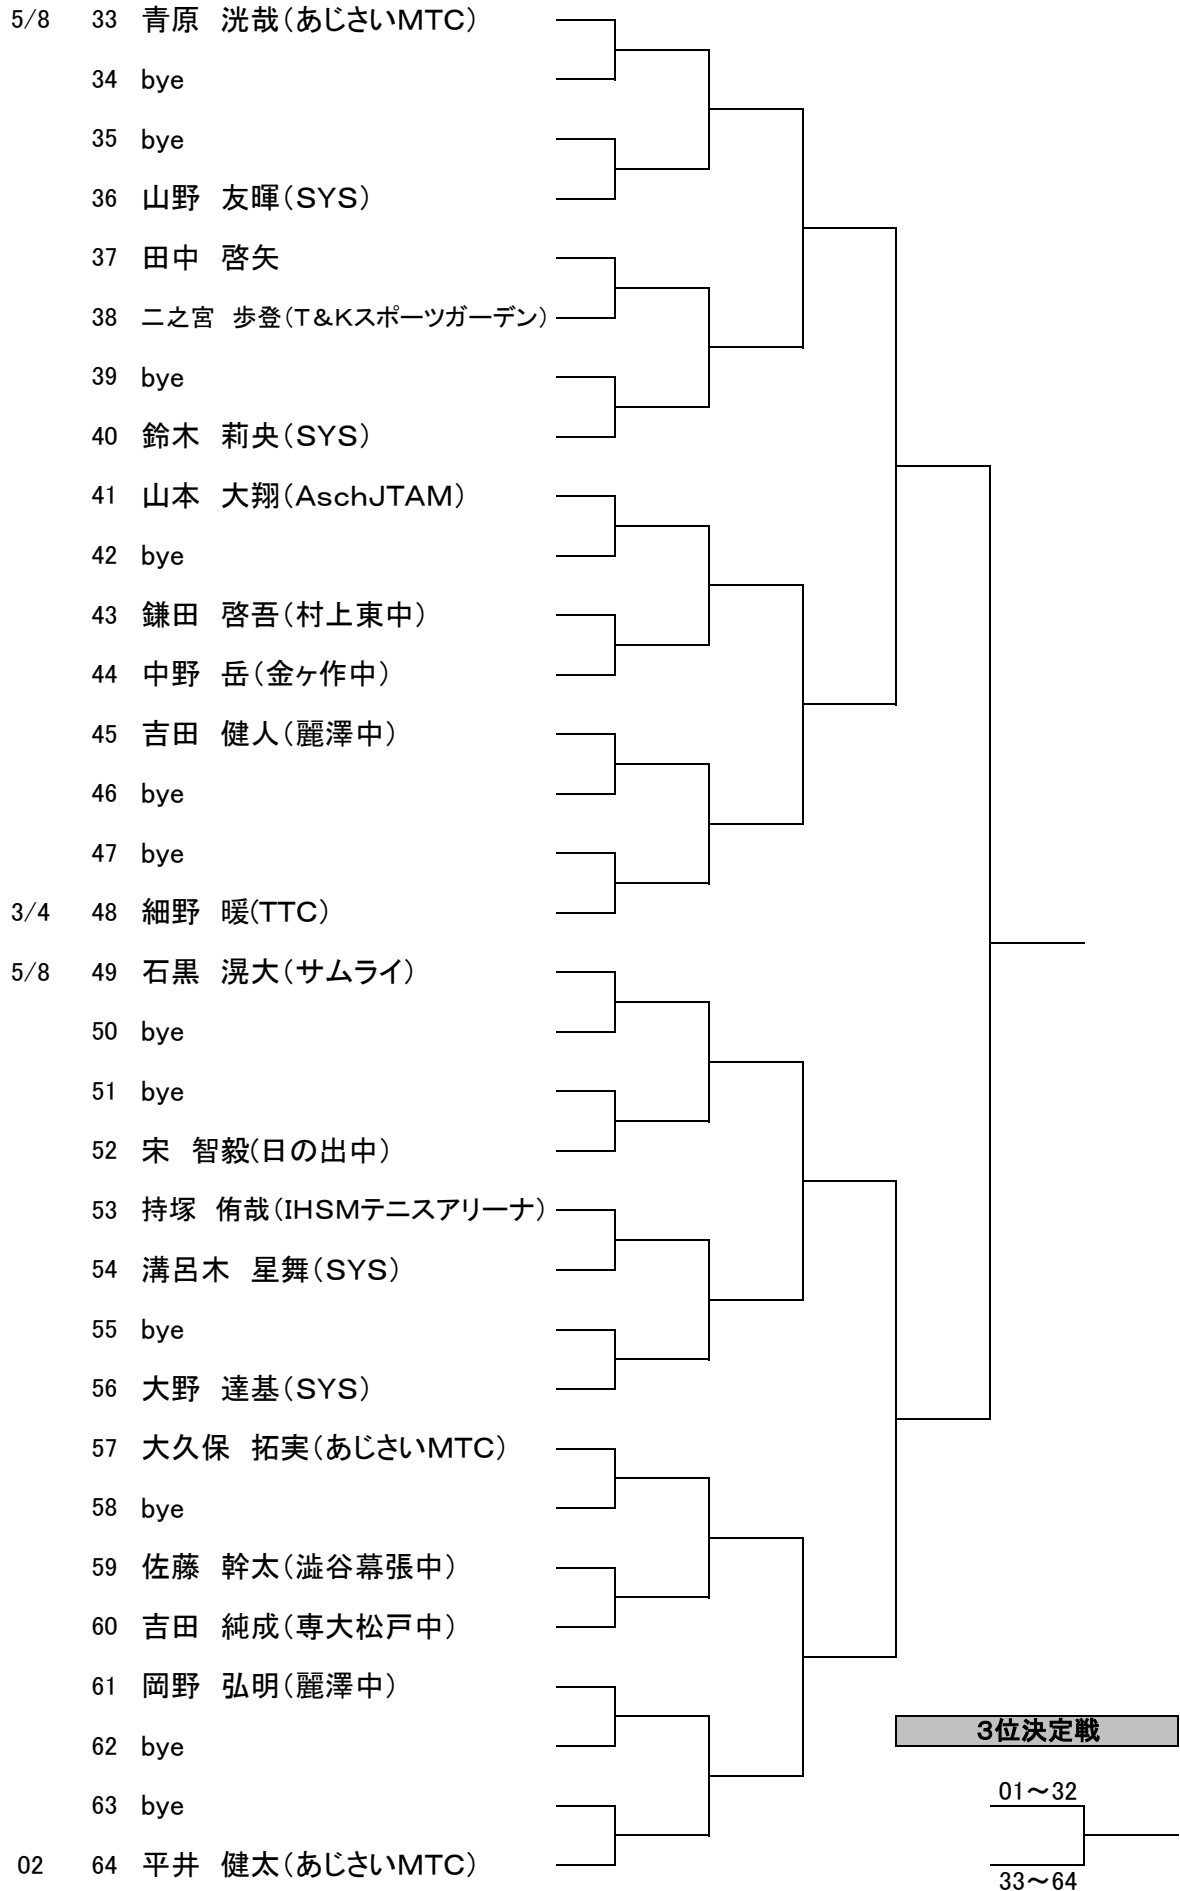 5/8 33 青原　洸哉(あじさいMTC)
34 bye
35 bye
36 山野　友暉(SYS)
37 田中　啓矢
38 二之宮　歩登(T＆Kスポーツガーデン)
39 bye
40 鈴木　莉央(SYS)
41 山本　大翔(AschJTAM)
42 bye
43 鎌田　啓吾(村上東中)
44 中野　岳(金ヶ作中)
45 吉田　健人(麗澤中)
46 bye
47 bye
3/4 48 細野　暖(TTC)
5/8 49 石黒　滉大(サムライ)
50 bye
51 bye
52 宋　智毅(日の出中)
53 持塚　侑哉(IHSMテニスアリーナ)
54 溝呂木　星舞(SYS)
55 bye
56 大野　達基(SYS)
57 大久保　拓実(あじさいMTC)
58 bye
59 佐藤　幹太(澁谷幕張中)
60 吉田　純成(専大松戸中)
61 岡野　弘明(麗澤中)
62 bye
63 bye
02 64 平井　健太(あじさいMTC)
3位決定戦
01～32
33～64